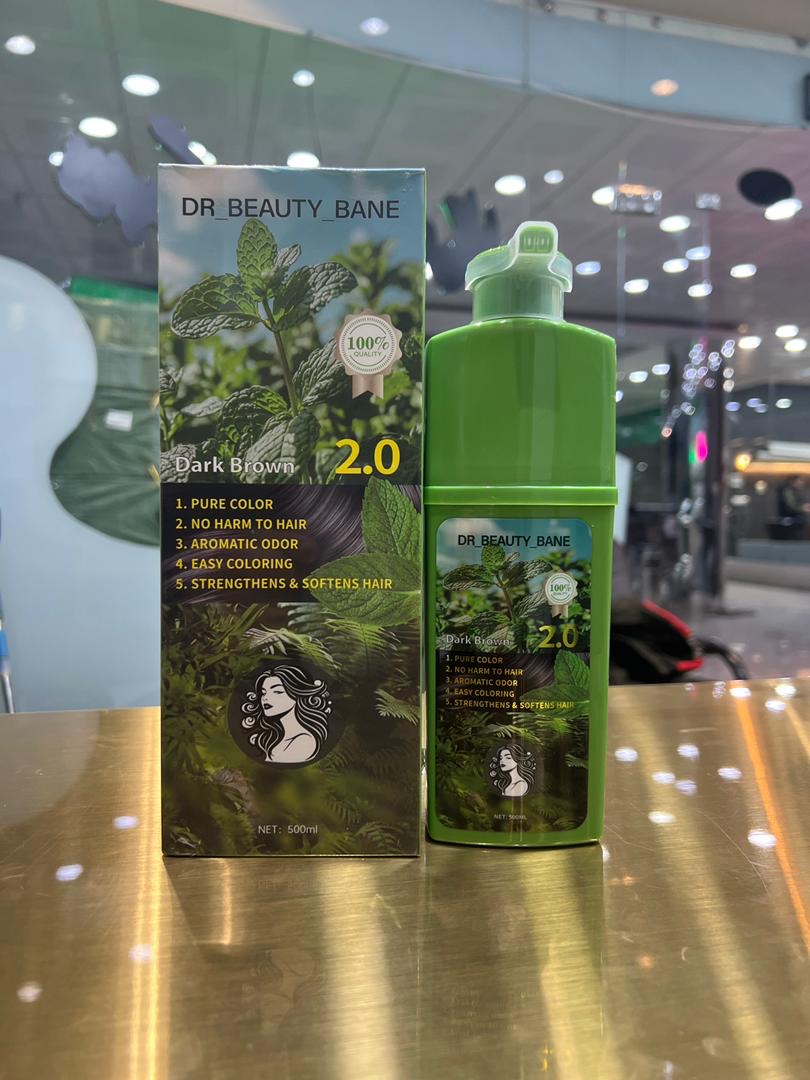 DR_BEAUTY_BANE
100%
QUALITY
Dark Brown 2.0
1. PURE COLOR
2. NO HARM TO HAIR
3. AROMATIC ODOR
4. EASY COLORING
5. STRENGTHENS & SOFTENS HAIR
NET: 500ml
DR_BEAUTY_BANE
100%
QUALITY
Dark Brown 2.0
1. PURE COLOR
2. NO HARM TO HAIR
3. AROMATIC ODOR
4. EASY COLORING
5. STRENGTHENS & SOFTENS HAIR
NET: 500ML